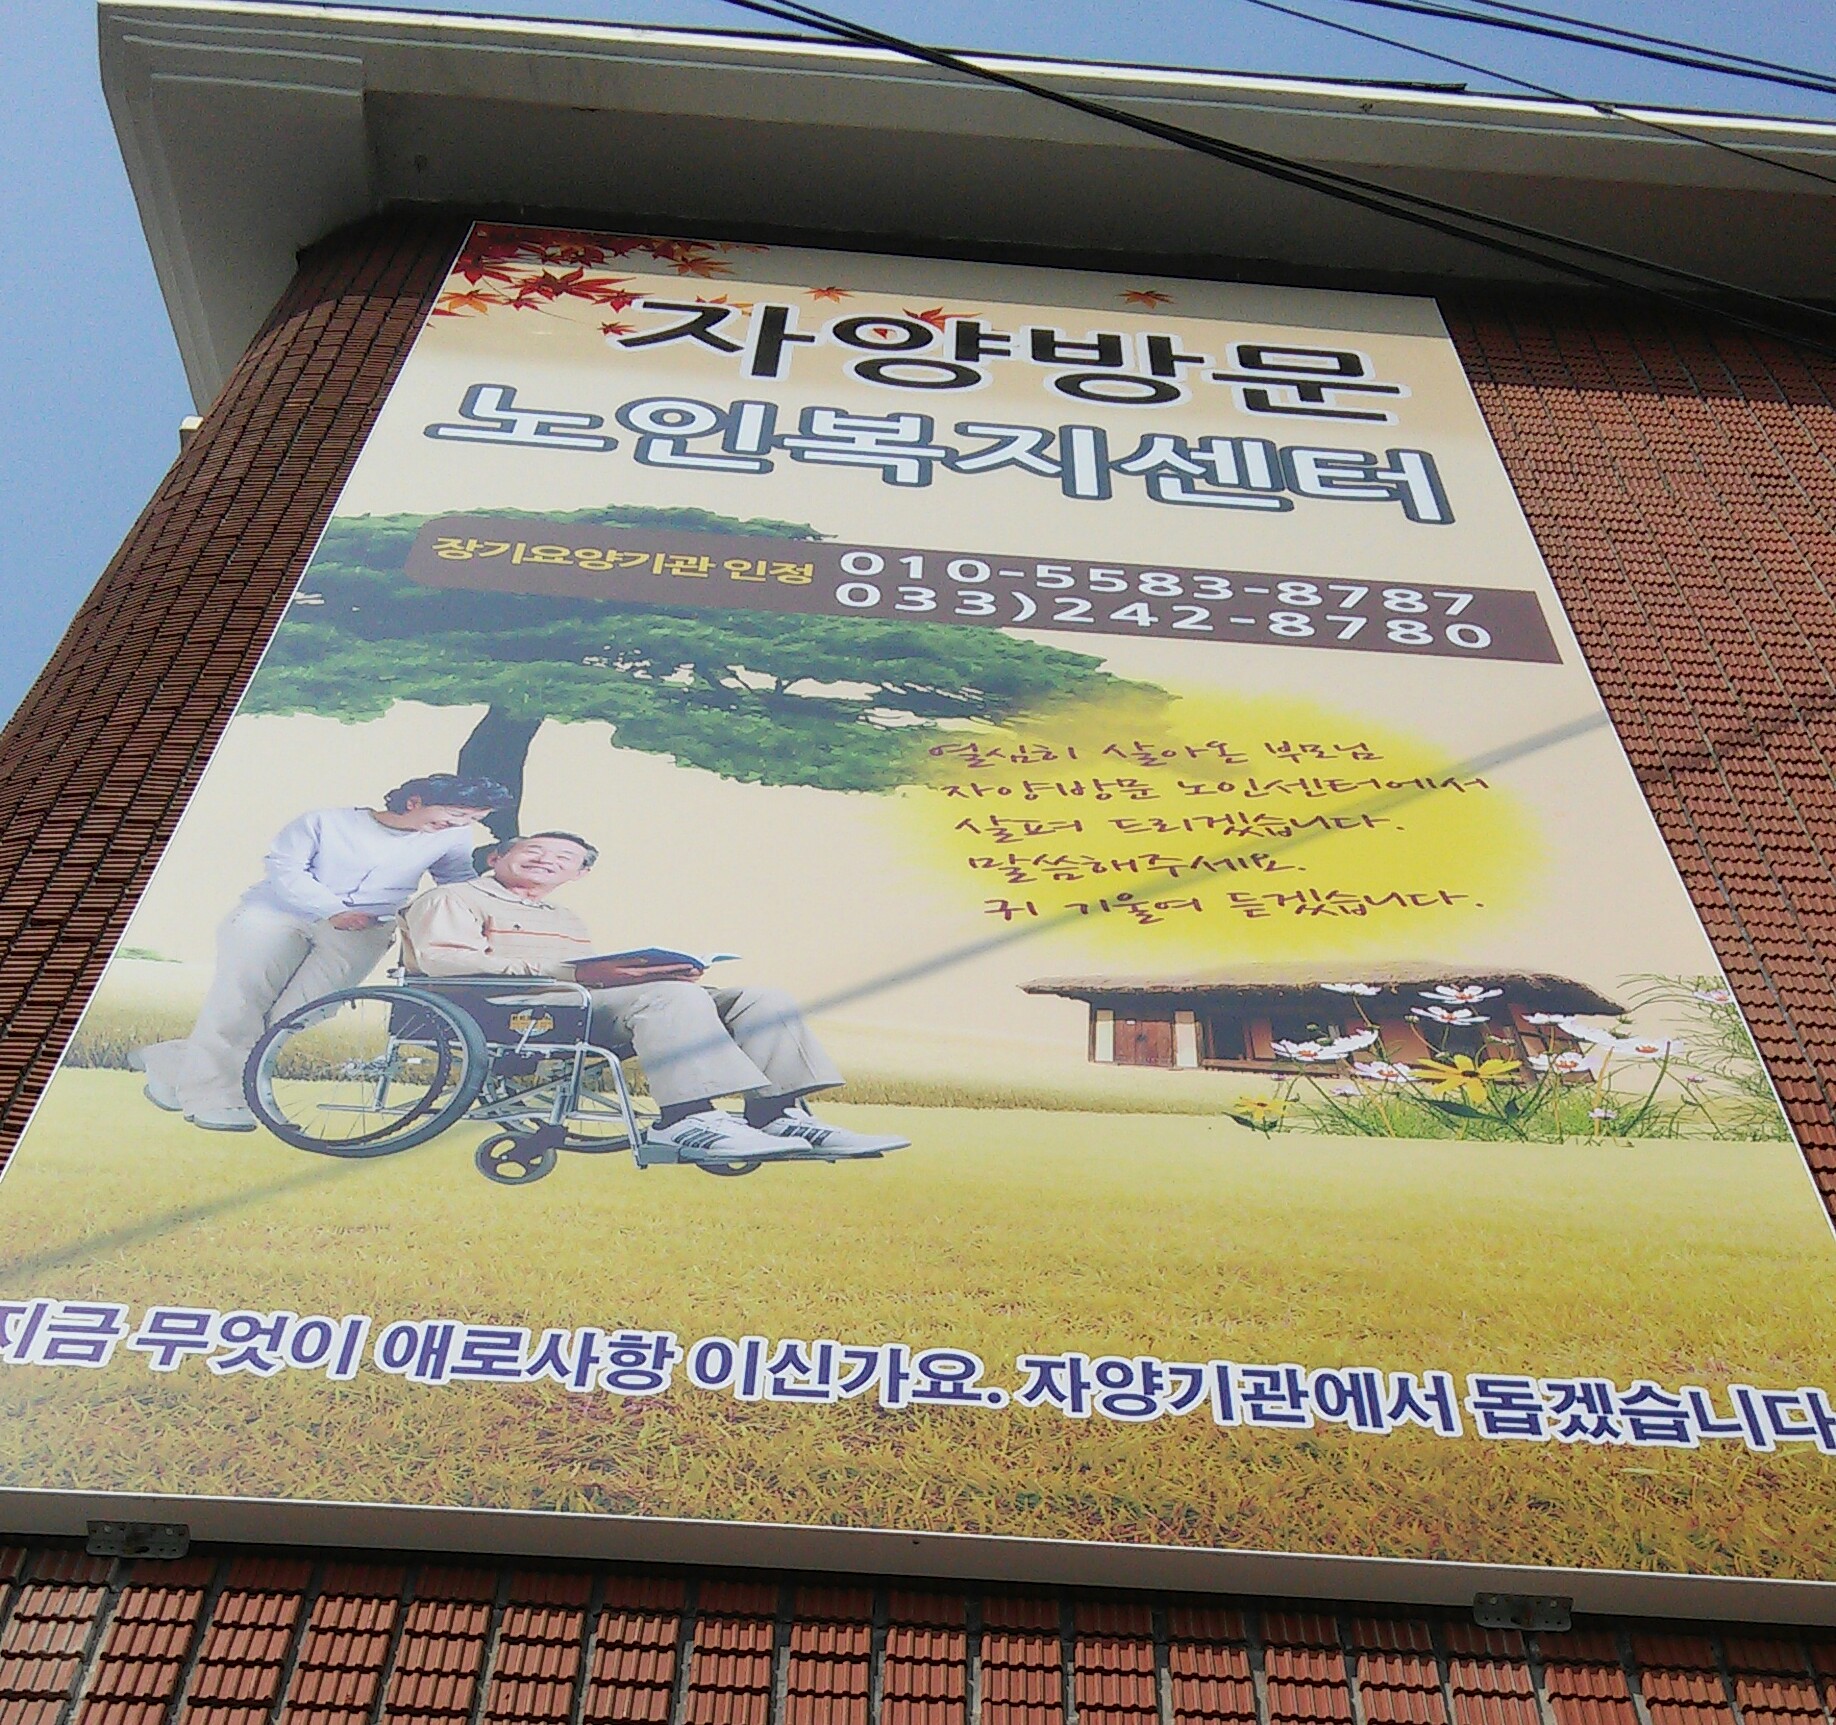 자양방문
노인복지센터
장기요양기관 인정
010-5583-8787
033)242-8780
열심히 살아온 부모님
자양방문 노인센터에서
살펴 드리겠습니다.
말씀해주세요.
귀 기울여 듣겠습니다.
지금 무엇이 애로사항 이신가요. 자양기관에서 돕겠습니다